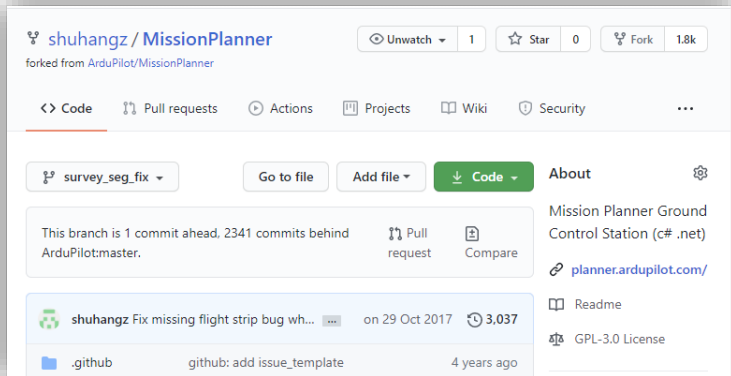 shuhangz / MissionPlanner
Unwatch 1
Star 0
Fork 1.8k
forked from ArduPilot/MissionPlanner
<> Code
Pull requests
Actions
Projects
Wiki
Security
...
survey_seg_fix
Go to file
Add file
Code
This branch is 1 commit ahead, 2341 commits behind
ArduPilot:master.
Pull
request
Compare
shuhangz Fix missing flight strip bug wh... ... on 29 Oct 2017 3,037
.github github: add issue_template 4 years ago
About
Mission Planner Ground
Control Station (c# .net)
planner.ardupilot.com/
Readme
GPL-3.0 License